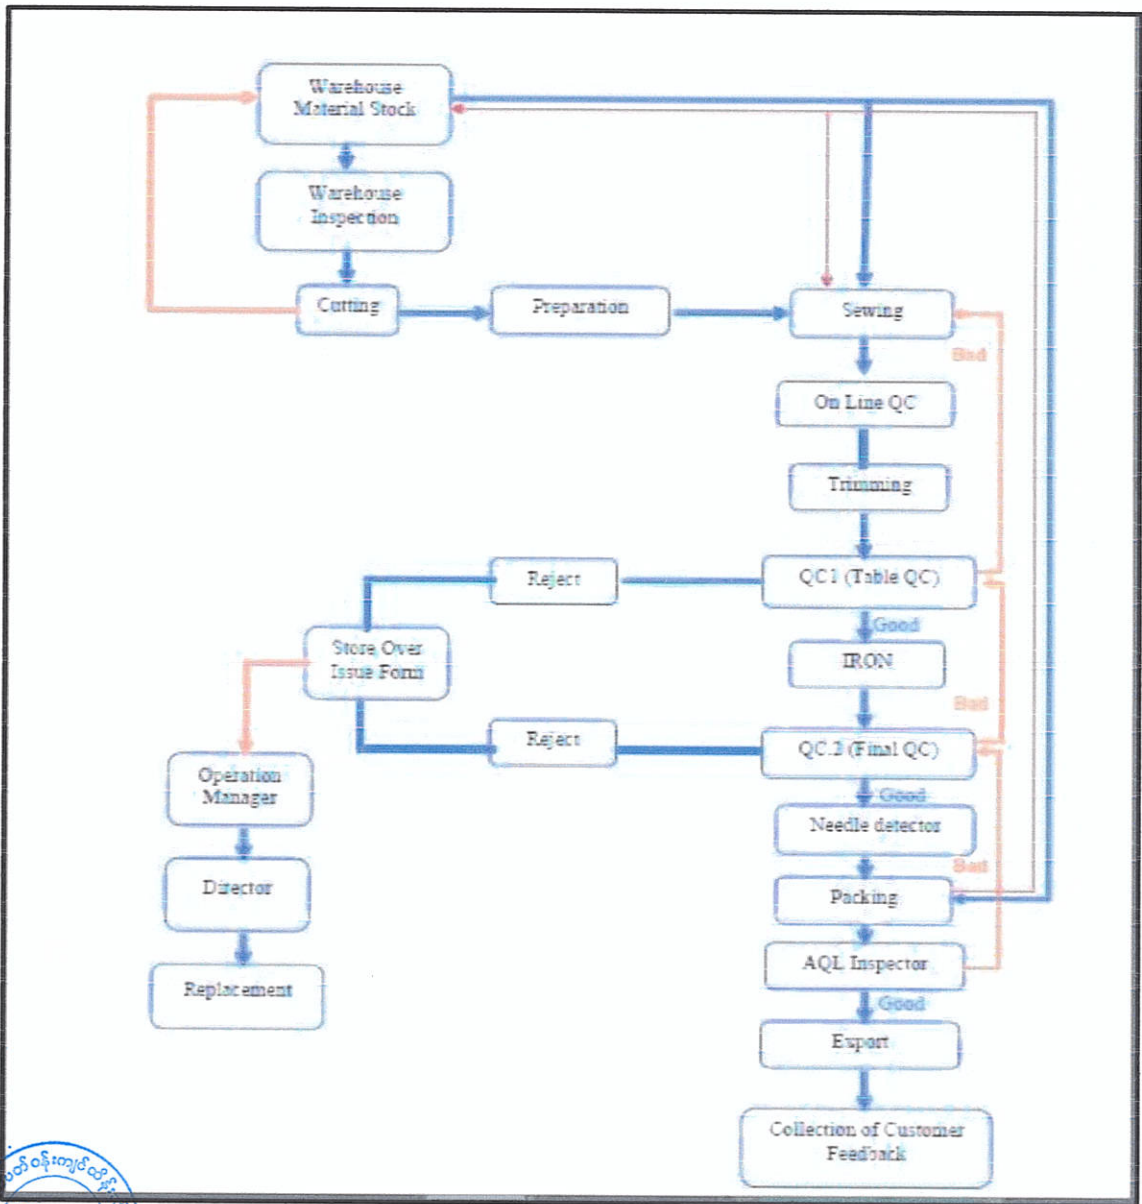 Warehouse
Material Stock
Warehouse
Inspection
Cutting
Preparation
Sewing
Bad
On Line QC
Trimming
Reject
QC1 (Table QC)
Good
Store Over
Issue Form
IRON
Bad
Reject
QC.2 (Final QC)
Operation
Manager
Good
Needle detector
Bad
Director
Packing
AQL Inspector
Replacement
Good
Export
Collection of Customer
Feedback